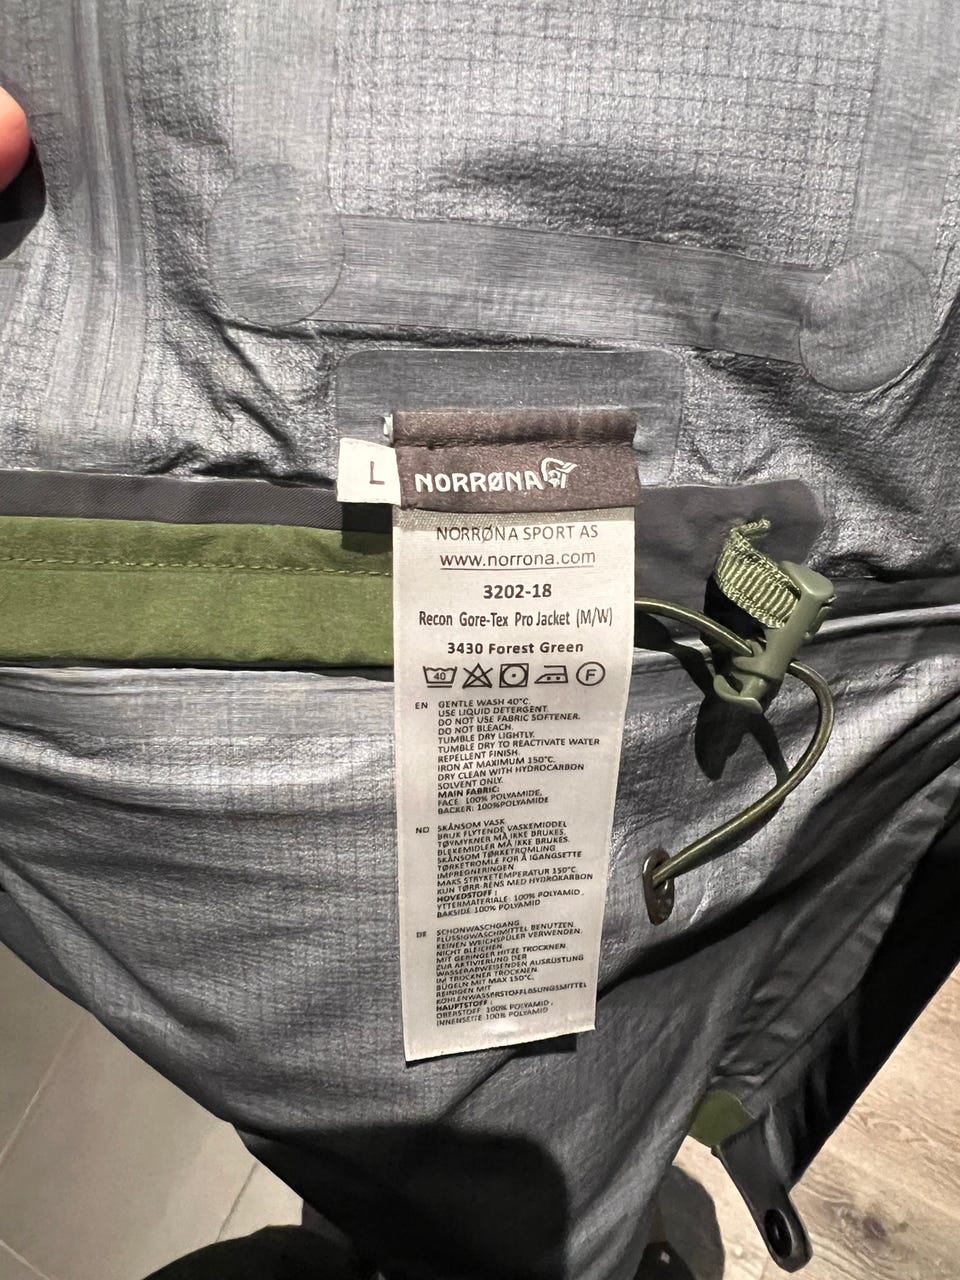 L
NORRØNA
NORRØNA SPORT AS
www.norrona.com
3202-18
Recon Gore-Tex Pro Jacket (M/W)
3430 Forest Green
40 F
EN GENTLE WASH 40°C.
USE LIQUID DETERGENT.
DO NOT USE FABRIC SOFTENER.
DO NOT BLEACH.
TUMBLE DRY LIGHTLY.
TUMBLE DRY TO REACTIVATE WATER
REPELLENT FINISH.
IRON AT MAXIMUM 150°C.
DRY CLEAN WITH HYDROCARBON
SOLVENT ONLY.
MAIN FABRIC:
FACE 100% POLYAMIDE,
BACKER: 100%POLYAMIDE
NO SKÅNSOM VASK.
BRUK FLYTENDE VASKEMIDDEL
TØYMYKNER MÅ IKKE BRUKES.
BLEKEMIDLER MÅ IKKE BRUKES.
SKÅNSOM TØRKETROMLING
TØRKETROMLE FOR Å IGANGSETTE
IMPREGNERINGEN
MAKS STRYKETEMPERATUR 150°C.
KUN TØRR-RENS MED HYDROKARBON
HOVEDSTOFF:
YTTERMATERIALE: 100% POLYAMID,
BAKSIDE 100% POLYAMID
DE SCHONWASCHGANG.
FLÜSSIGWASCHMITTEL BENUTZEN.
KEINEN WEICHSPÜLER VERWENDEN.
NICHT BLEICHEN
MIT GERINGER HITZE TROCKNEN
ZUR AKTIVIERUNG DER
WASSERABWEISENDEN AUSRÜSTUNG
IM TROCKNER TROCKNEN.
BÜGELN MIT MAX 150°C.
REINIGEN MIT
KOHLENWASSERSTOFFLÖSUNGSMITTEL
HAUPTSTOFF:
OBERSTOFF 100% POLYAMID,
INNENSEITE 100% POLYAMID